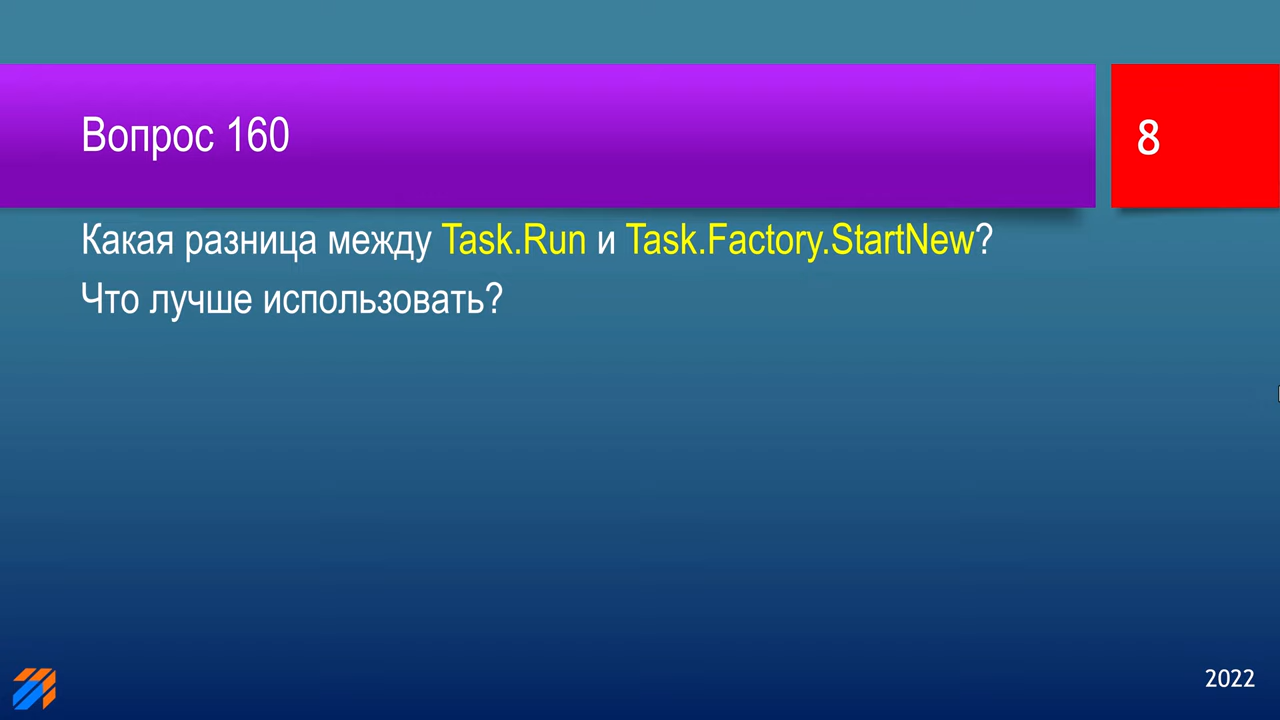 Вопрос 160
8
Какая разница между Task.Run и Task.Factory.StartNew?
Что лучше использовать?
2022